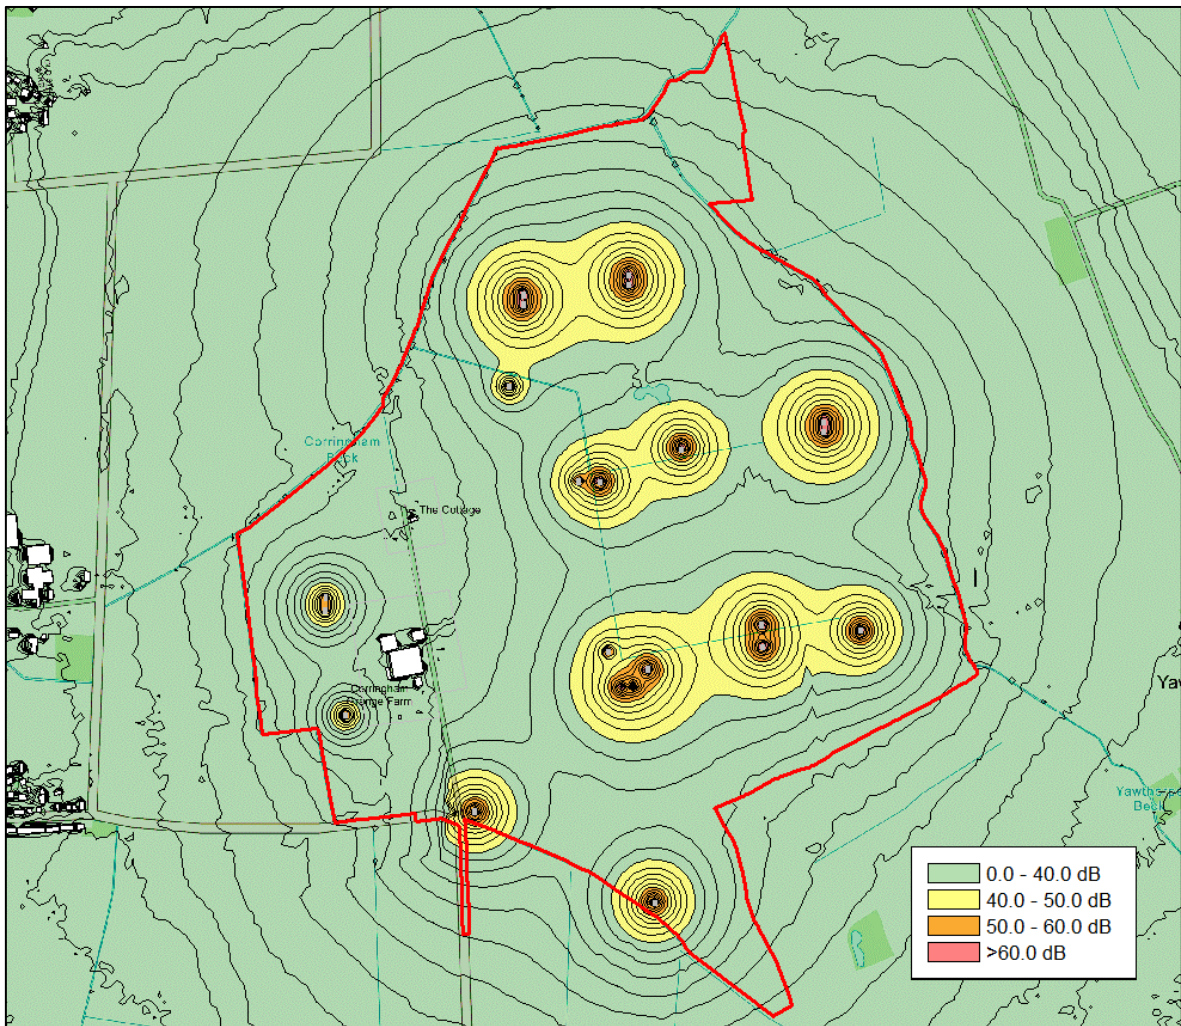 Corringham
Beck
The Cottage
Corringham
Grange Farm
Yaw
Yawthorpe
Beck
0.0 - 40.0 dB
40.0 - 50.0 dB
50.0 - 60.0 dB
>60.0 dB